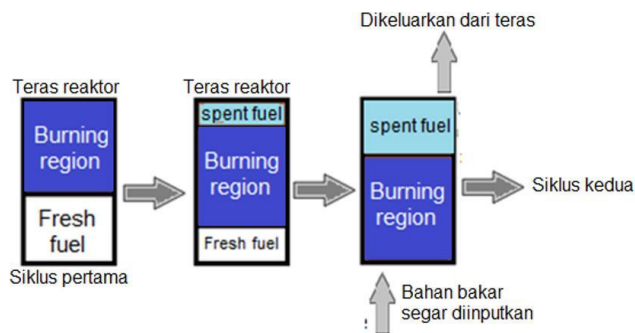 Dikeluarkan dari teras
Teras reaktor
Burning
region
Fresh
fuel
Siklus pertama
Teras reaktor
spent fuel
Burning
region
Fresh fuel
spent fuel
Burning
region
Siklus kedua
Bahan bakar
segar diinputkan